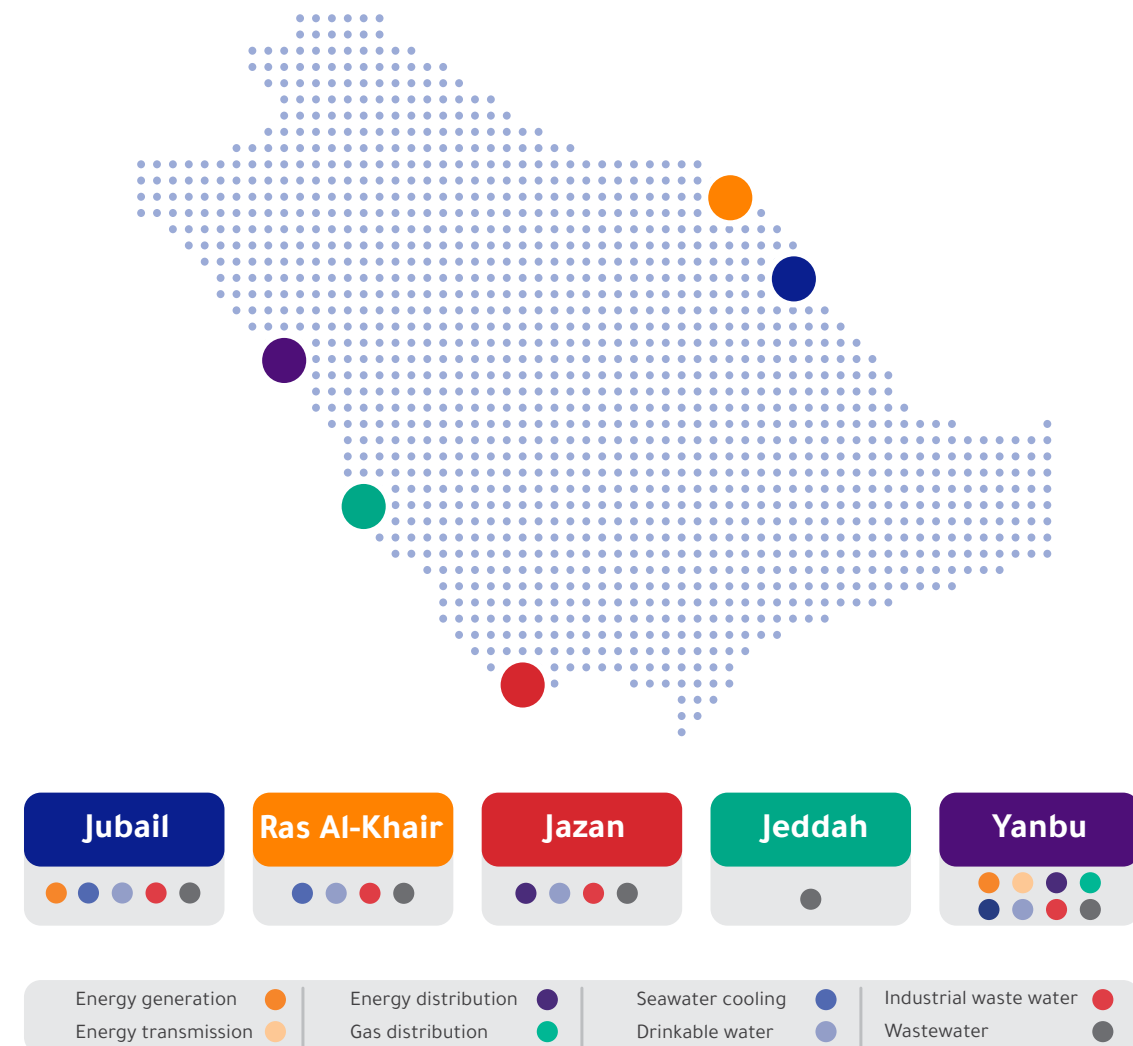 Jubail
Ras Al-Khair
Jazan
Jeddah
Yanbu
Energy generation
Energy distribution
Seawater cooling
Industrial waste water
Energy transmission
Gas distribution
Drinkable water
Wastewater